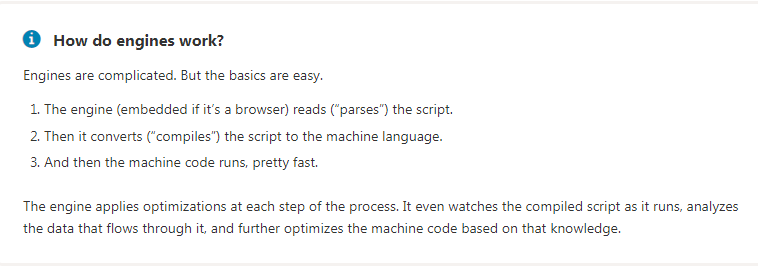 How do engines work?
Engines are complicated. But the basics are easy.
1. The engine (embedded if it's a browser) reads (“parses”) the script.
2. Then it converts (“compiles”) the script to the machine language.
3. And then the machine code runs, pretty fast.
The engine applies optimizations at each step of the process. It even watches the compiled script as it runs, analyzes
the data that flows through it, and further optimizes the machine code based on that knowledge.